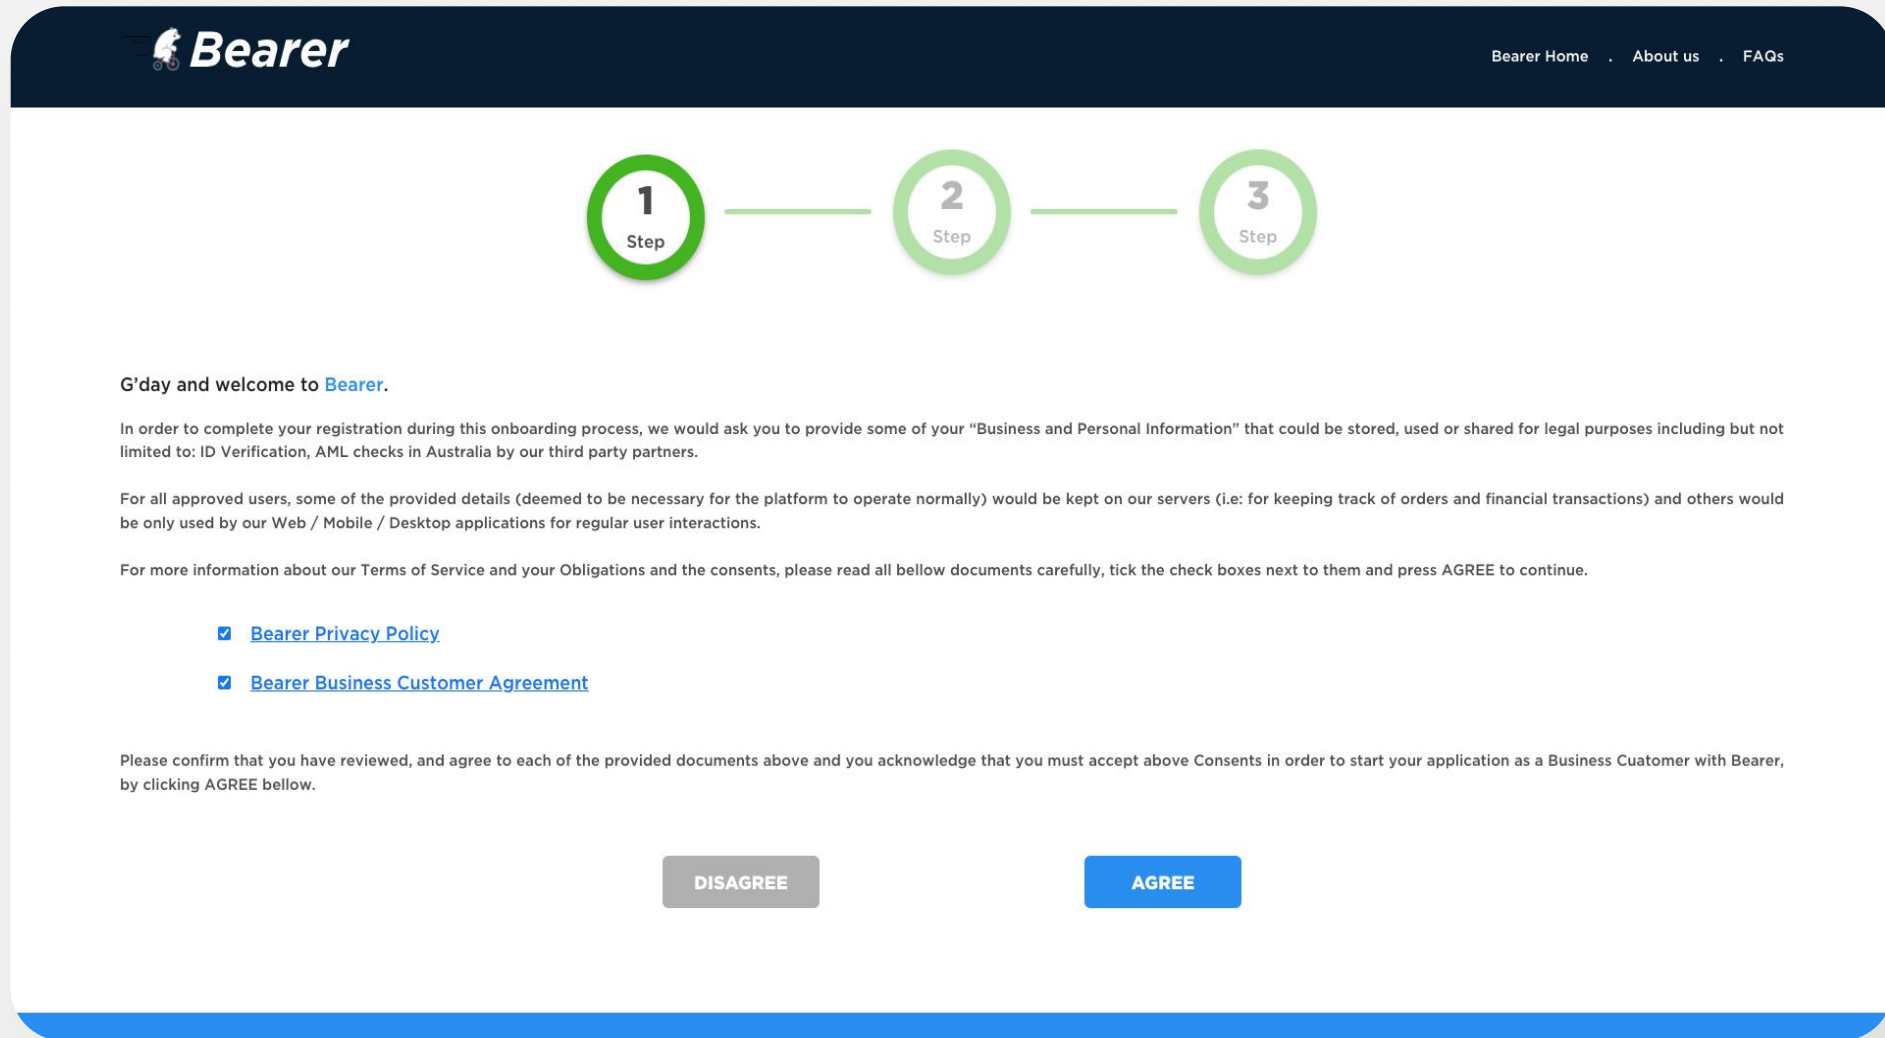 Bearer
Bearer Home . About us . FAQs
1
Step
2
Step
3
Step
G'day and welcome to Bearer.
In order to complete your registration during this onboarding process, we would ask you to provide some of your “Business and Personal Information” that could be stored, used or shared for legal purposes including but not
limited to: ID Verification, AML checks in Australia by our third party partners.
For all approved users, some of the provided details (deemed to be necessary for the platform to operate normally) would be kept on our servers (i.e: for keeping track of orders and financial transactions) and others would
be only used by our Web / Mobile / Desktop applications for regular user interactions.
For more information about our Terms of Service and your Obligations and the consents, please read all bellow documents carefully, tick the check boxes next to them and press AGREE to continue.
Bearer Privacy Policy
Bearer Business Customer Agreement
Please confirm that you have reviewed, and agree to each of the provided documents above and you acknowledge that you must accept above Consents in order to start your application as a Business Cuatomer with Bearer,
by clicking AGREE bellow.
DISAGREE
AGREE